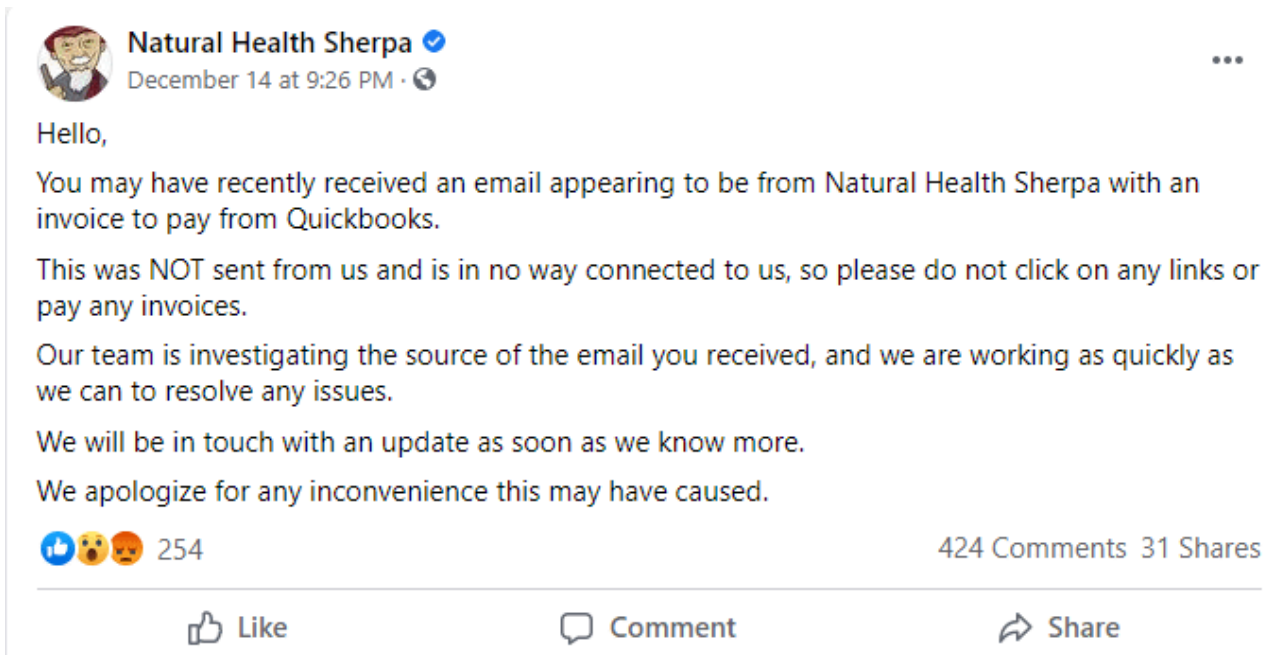 Natural Health Sherpa
December 14 at 9:26 PM ·
Hello,
You may have recently received an email appearing to be from Natural Health Sherpa with an
invoice to pay from Quickbooks.
This was NOT sent from us and is in no way connected to us, so please do not click on any links or
pay any invoices.
Our team is investigating the source of the email you received, and we are working as quickly as
we can to resolve any issues.
We will be in touch with an update as soon as we know more.
We apologize for any inconvenience this may have caused.
254 424 Comments 31 Shares
Like Comment Share